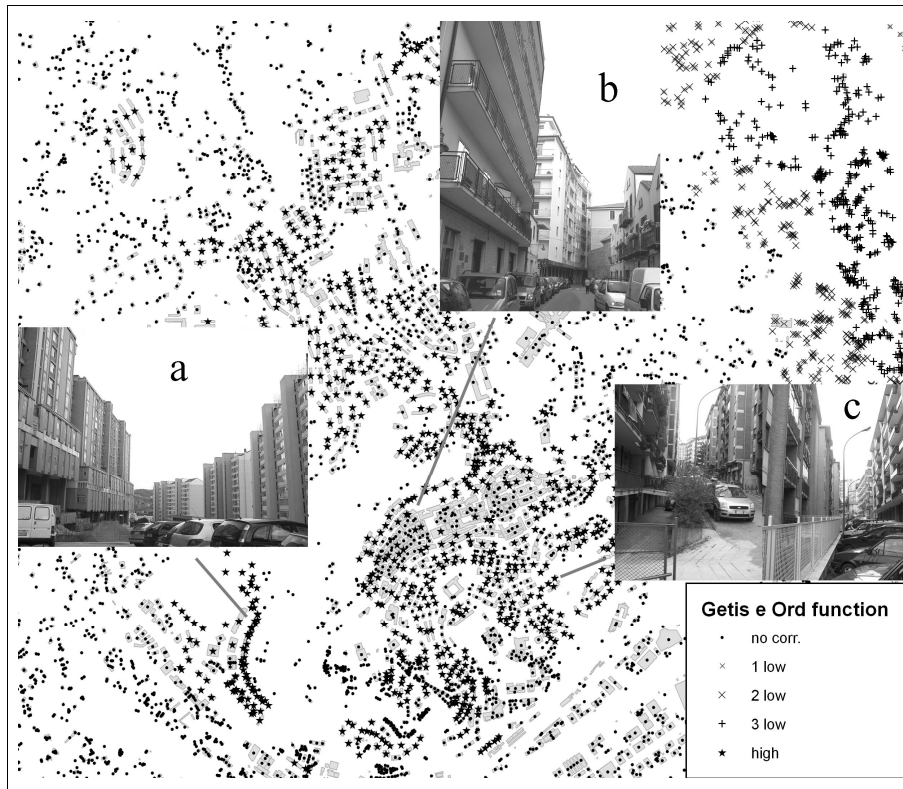 a
b
c
Getis e Ord function
no corr.
1 low
2 low
3 low
high